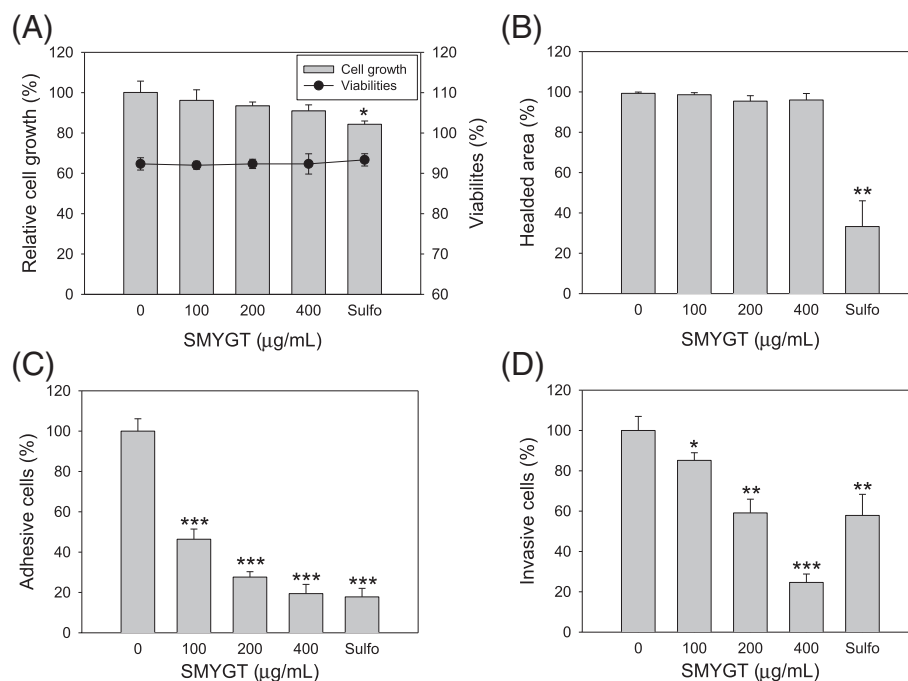 (A)
120
100
80
60
40
20
0
Relative cell growth (%)
Cell growth
Viabilities
*
120
110
100
90
80
70
60
Viabilites (%)
0 100 200 400 Sulfo
SMYGT (μg/mL)
(B)
120
100
80
60
40
20
0
Healded area (%)
**
0 100 200 400 Sulfo
SMYGT (μg/mL)
(C)
120
100
80
60
40
20
0
Adhesive cells (%)
*** *** *** ***
0 100 200 400 Sulfo
SMYGT (μg/mL)
(D)
120
100
80
60
40
20
0
Invasive cells (%)
* ** *** **
0 100 200 400 Sulfo
SMYGT (μg/mL)